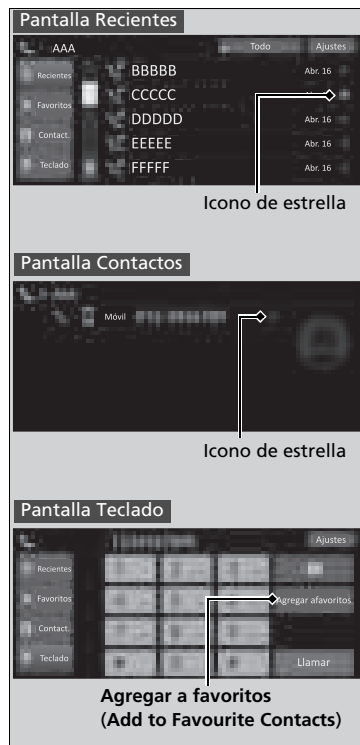 Pantalla Recientes
AAA
Todo
Ajustes
Recientes
Favoritos
Contact.
Teclado
BBBBB
Abr. 16
CCCCC
DDDDD
Abr. 16
EEEEE
Abr. 16
FFFFF
Abr. 16
Icono de estrella
Pantalla Contactos
Móvil
Icono de estrella
Pantalla Teclado
Ajustes
Recientes
Favoritos
Contact.
Teclado
Agregar afavoritos
Llamar
Agregar a favoritos
(Add to Favourite Contacts)